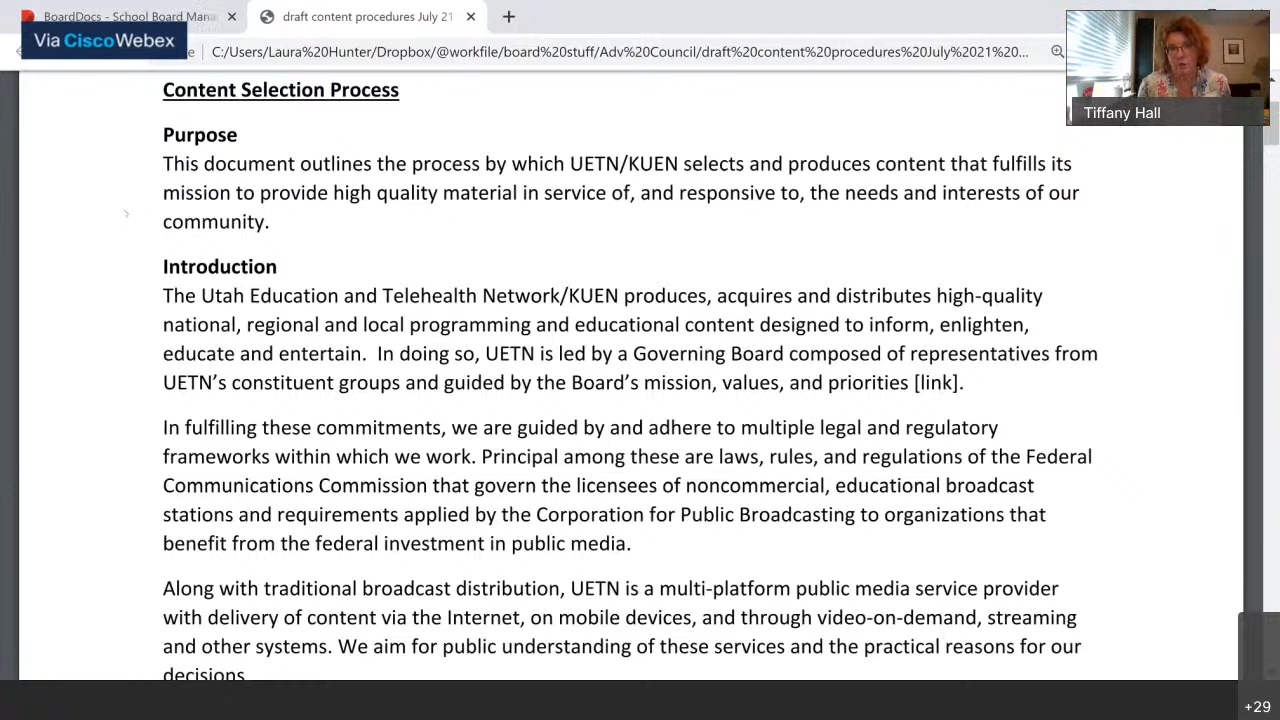 BoardDocs - School Board Mana
draft content procedures July 21
Via Cisco Webex
C:/Users/Laura%20Hunter/Dropbox/@workfile/board%20stuff/Adv%20Council/draft%20content%20procedures%20July%2021%20...
Tiffany Hall
Content Selection Process
Purpose
This document outlines the process by which UETN/KUEN selects and produces content that fulfills its
mission to provide high quality material in service of, and responsive to, the needs and interests of our
community.
Introduction
The Utah Education and Telehealth Network/KUEN produces, acquires and distributes high-quality
national, regional and local programming and educational content designed to inform, enlighten,
educate and entertain.  In doing so, UETN is led by a Governing Board composed of representatives from
UETN’s constituent groups and guided by the Board’s mission, values, and priorities [link].
In fulfilling these commitments, we are guided by and adhere to multiple legal and regulatory
frameworks within which we work. Principal among these are laws, rules, and regulations of the Federal
Communications Commission that govern the licensees of noncommercial, educational broadcast
stations and requirements applied by the Corporation for Public Broadcasting to organizations that
benefit from the federal investment in public media.
Along with traditional broadcast distribution, UETN is a multi-platform public media service provider
with delivery of content via the Internet, on mobile devices, and through video-on-demand, streaming
and other systems. We aim for public understanding of these services and the practical reasons for our
decisions.
+29